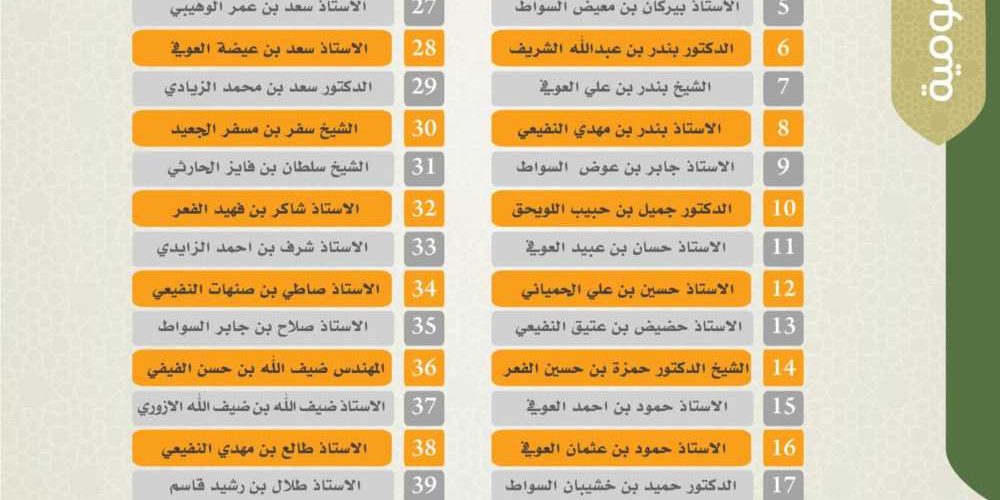 5 الاستاذ بيركان بن معيض السواط
6 الدكتور بندر بن عبدالله الشريف
7 الشيخ بندر بن علي العوفي
8 الاستاذ بندر بن مهدي النفيعي
9 الاستاذ جابر بن عوض السواط
10 الدكتور جميل بن حبيب اللويحق
11 الاستاذ حسان بن عبيد العوفي
12 الاستاذ حسين بن علي الحمياني
13 الاستاذ حضيض بن عتيق النفيعي
14 الشيخ الدكتور حمزة بن حسين الفعر
15 الاستاذ حمود بن احمد العوفي
16 الاستاذ حمود بن عثمان العوفي
17 الدكتور حميد بن خشيبان السواط
27 الاستاذ سعد بن عمر الوهيبي
28 الاستاذ سعد بن عيضة العوفي
29 الدكتور سعد بن محمد الزيادي
30 الشيخ سفر بن مسفر الجعيد
31 الشيخ سلطان بن فايز الحارثي
32 الاستاذ شاكر بن فهيد الفعر
33 الاستاذ شرف بن احمد الزايدي
34 الاستاذ صاطي بن صنهات النفيعي
35 الاستاذ صلاح بن جابر السواط
36 المهندس ضيف الله بن حسن الفيفي
37 الاستاذ ضيف الله بن ضيف الله الازوري
38 الاستاذ طالع بن مهدي النفيعي
39 الاستاذ طلال بن رشيد قاسم